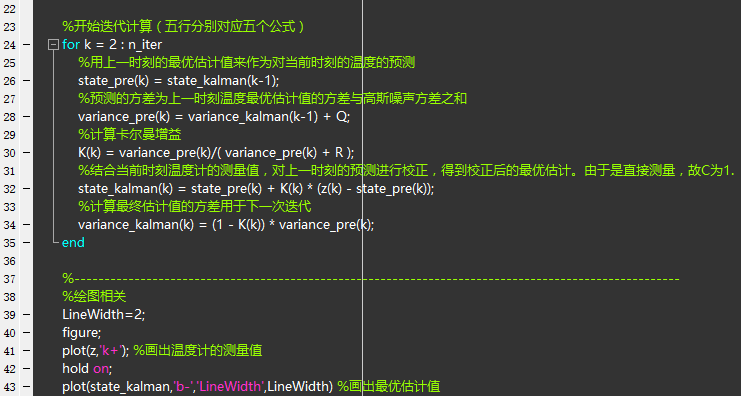 22
23 %开始迭代计算（五行分别对应五个公式）
24 for k = 2 : n_iter
25 %用上一时刻的最优估计值来作为对当前时刻的温度的预测
26 state_pre(k) = state_kalman(k-1);
27 %预测的方差为上一时刻温度最优估计值的方差与高斯噪声方差之和
28 variance_pre(k) = variance_kalman(k-1) + Q;
29 %计算卡尔曼增益
30 K(k) = variance_pre(k)/( variance_pre(k) + R );
31 %结合当前时刻温度计的测量值，对上一时刻的预测进行校正，得到校正后的最优估计。由于是直接测量，故C为1.
32 state_kalman(k) = state_pre(k) + K(k) * (z(k) - state_pre(k));
33 %计算最终估计值的方差用于下一次迭代
34 variance_kalman(k) = (1 - K(k)) * variance_pre(k);
35 end
36
37 %--------------------------------------------------------------------------------------------------
38 %绘图相关
39 LineWidth=2;
40 figure;
41 plot(z,'k+'); %画出温度计的测量值
42 hold on;
43 plot(state_kalman,'b-','LineWidth',LineWidth) %画出最优估计值